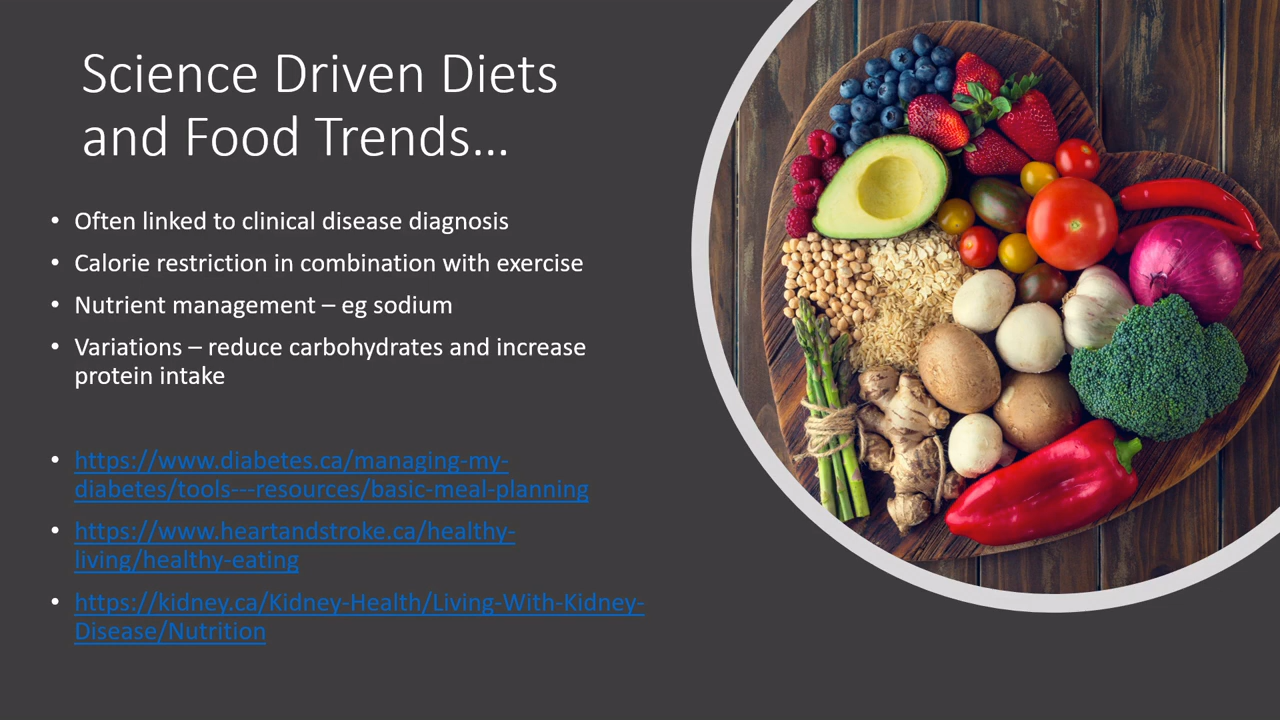 Science Driven Diets
and Food Trends…
• Often linked to clinical disease diagnosis
• Calorie restriction in combination with exercise
• Nutrient management – eg sodium
• Variations – reduce carbohydrates and increase
protein intake
• https://www.diabetes.ca/managing-my-
diabetes/tools---resources/basic-meal-planning
• https://www.heartandstroke.ca/healthy-
living/healthy-eating
• https://kidney.ca/Kidney-Health/Living-With-Kidney-
Disease/Nutrition